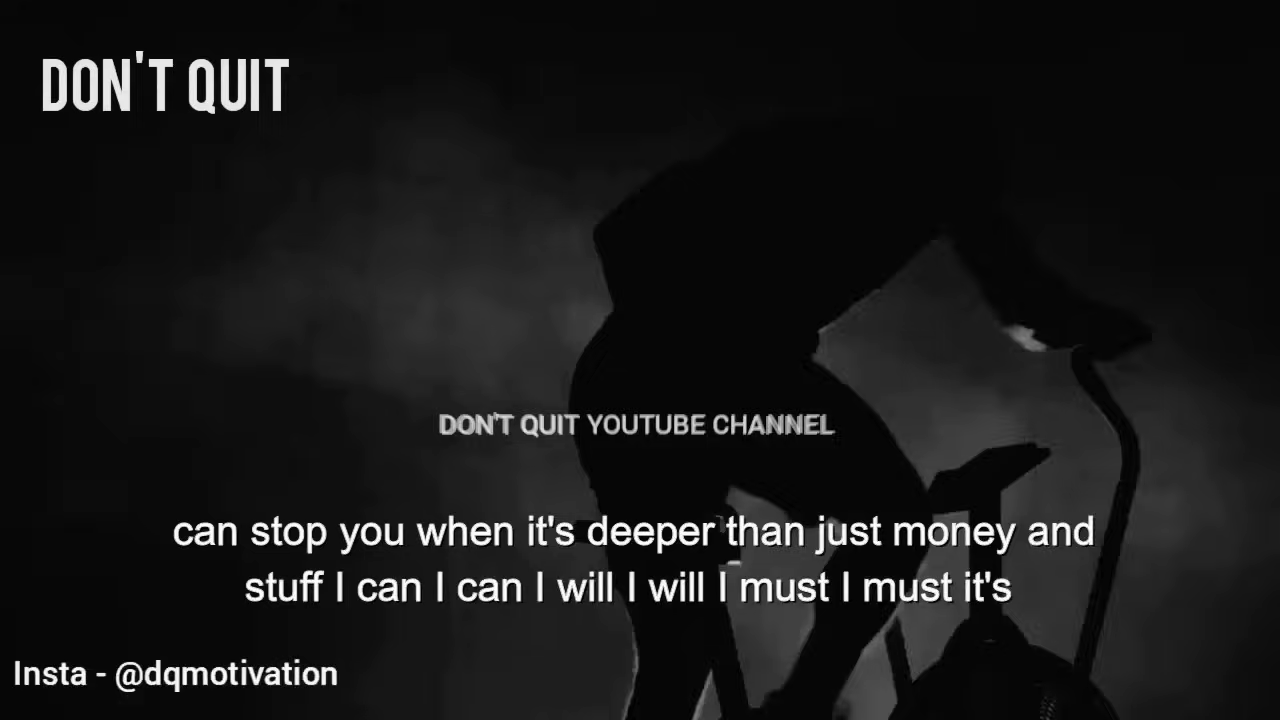 DON'T QUIT
DON'T QUIT YOUTUBE CHANNEL
can stop you when it's deeper than just money and
stuff I can I can I will I will I must I must it's
Insta - @dqmotivation